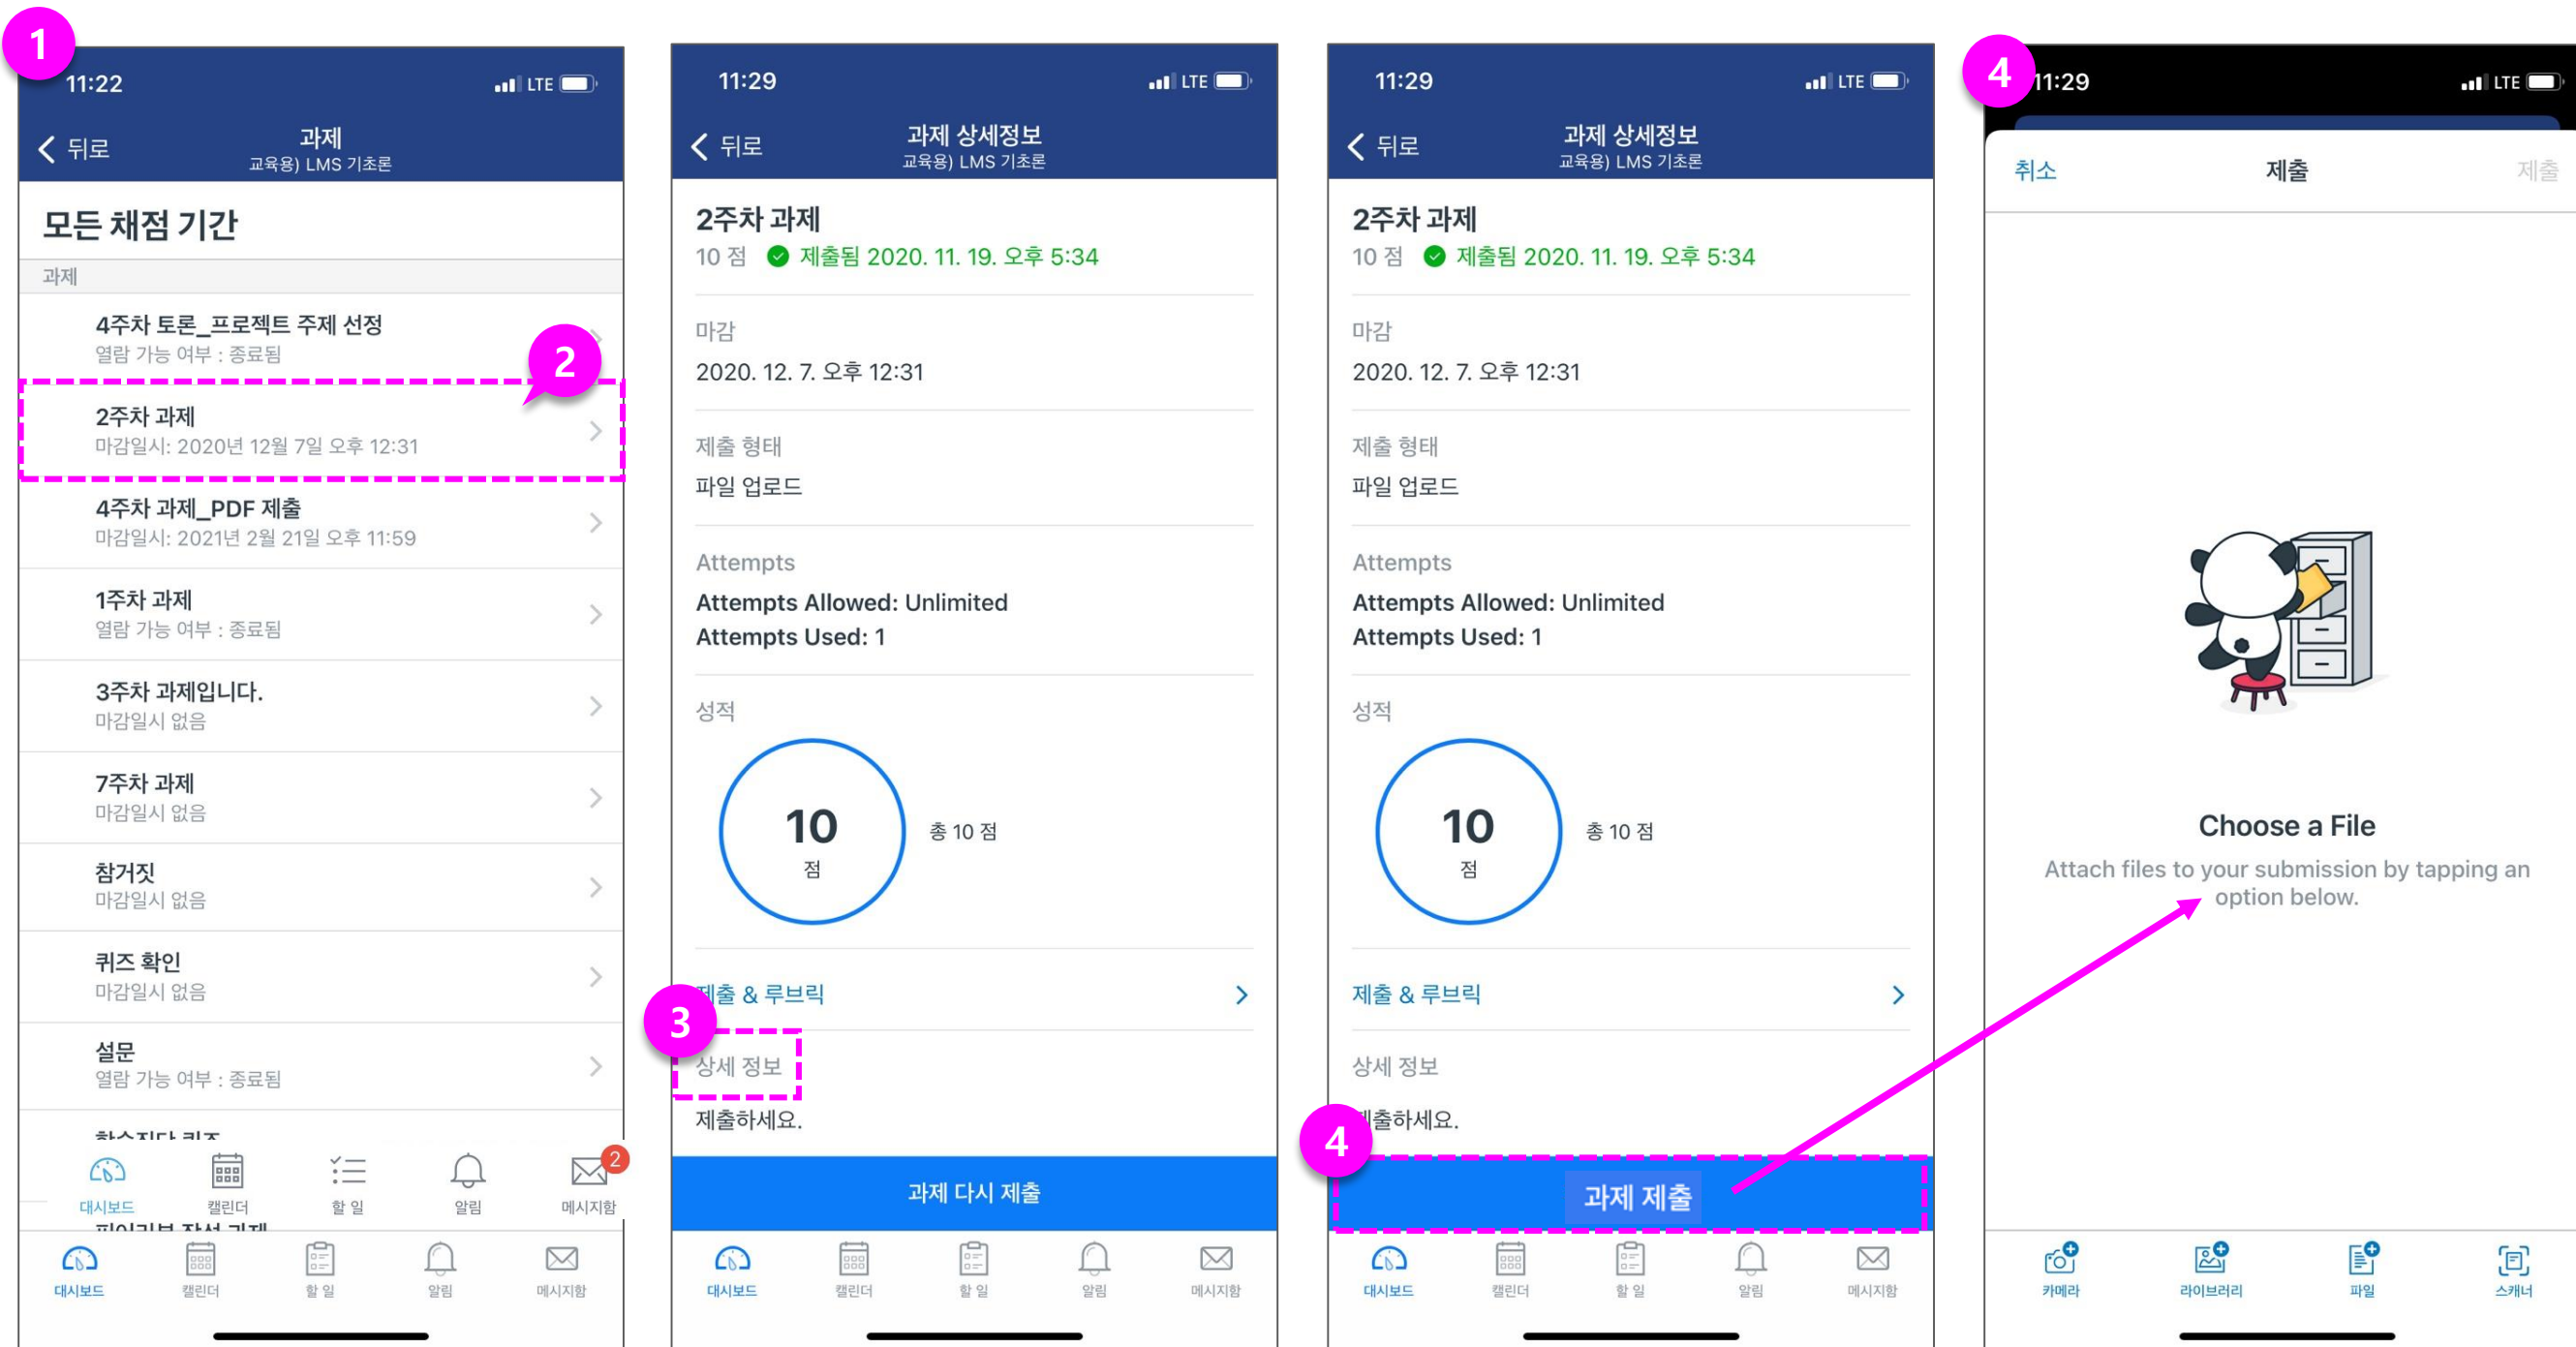 1
11:22
LTE
뒤로
과제
교육용) LMS 기초론
모든 채점 기간
과제
4주차 토론_프로젝트 주제 선정
열람 가능 여부 : 종료됨
2
2주차 과제
마감일시: 2020년 12월 7일 오후 12:31
4주차 과제_PDF 제출
마감일시: 2021년 2월 21일 오후 11:59
1주차 과제
열람 가능 여부 : 종료됨
3주차 과제입니다.
마감일시 없음
7주차 과제
마감일시 없음
참거짓
마감일시 없음
퀴즈 확인
마감일시 없음
설문
열람 가능 여부 : 종료됨
2
대시보드 캘린더 할 일 알림 메시지함
대시보드 캘린더 할 일 알림 메시지함
11:29
LTE
뒤로
과제 상세정보
교육용) LMS 기초론
2주차 과제
10 점 제출됨 2020. 11. 19. 오후 5:34
마감
2020. 12. 7. 오후 12:31
제출 형태
파일 업로드
Attempts
Attempts Allowed: Unlimited
Attempts Used: 1
성적
10
점
총 10 점
제출 & 루브릭
3
상세 정보
제출하세요.
과제 다시 제출
대시보드 캘린더 할 일 알림 메시지함
11:29
LTE
뒤로
과제 상세정보
교육용) LMS 기초론
2주차 과제
10 점 제출됨 2020. 11. 19. 오후 5:34
마감
2020. 12. 7. 오후 12:31
제출 형태
파일 업로드
Attempts
Attempts Allowed: Unlimited
Attempts Used: 1
성적
10
점
총 10 점
제출 & 루브릭
상세 정보
제출하세요.
4
과제 제출
대시보드 캘린더 할 일 알림 메시지함
4
11:29
LTE
취소
제출
제출
Choose a File
Attach files to your submission by tapping an
option below.
카메라 라이브러리 파일 스캐너